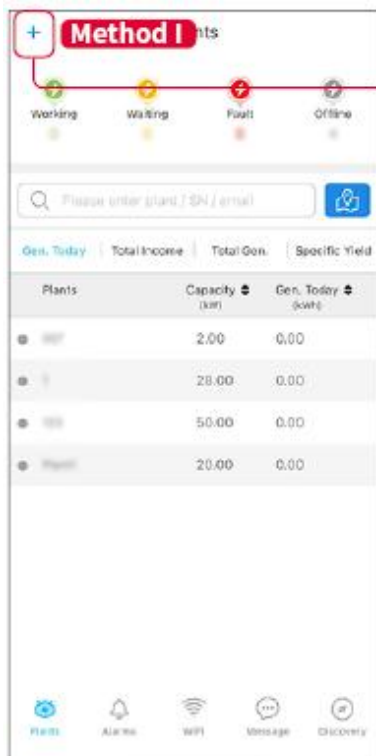 + Method I nts
Working Waiting Fault Offline
Please enter plant / SN / email
Gen. Today Total Income Total Gen. Specific Yield
Plants Capacity Gen. Today
(kW) (kWh)
2.00 0.00
28.00 0.00
50.00 0.00
20.00 0.00
Plants Alarms WiFi Message Discovery